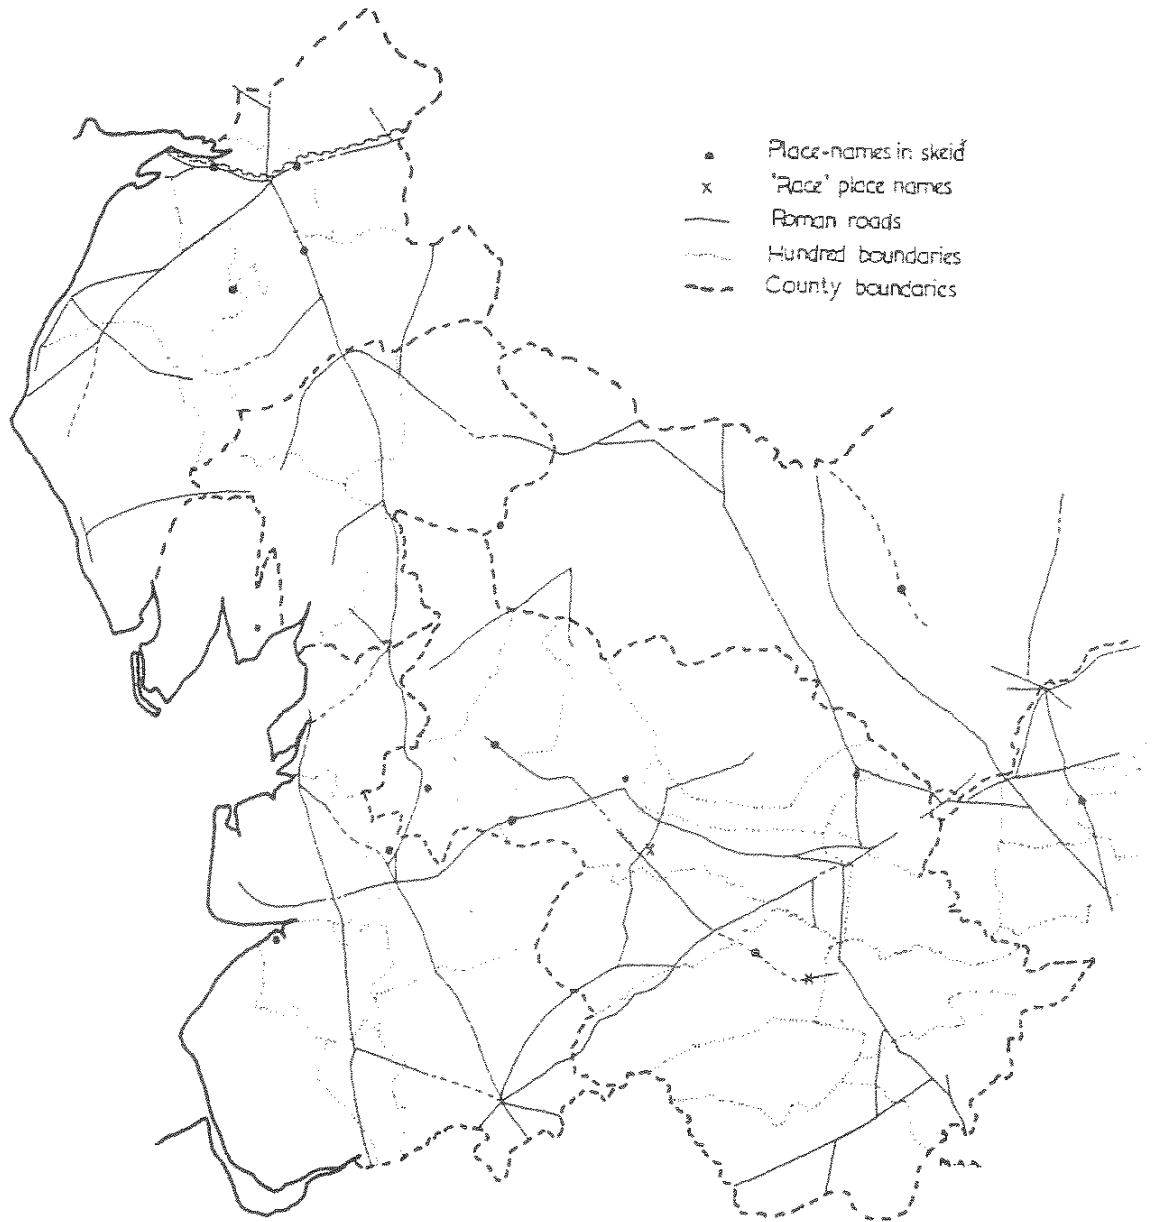 Place-names in skeið
'Race' place names
Roman roads
Hundred boundaries
County boundaries